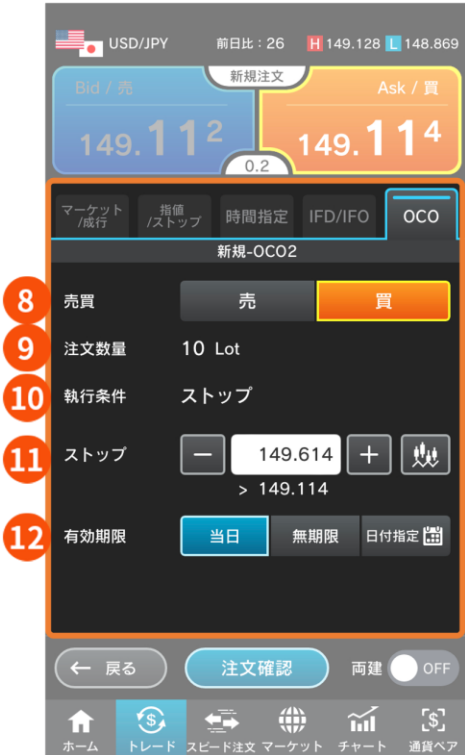 USD/JPY 前日比：26 H 149.128 L 148.869
新規注文
Bid / 売 Ask / 買
149.112 149.114
0.2
マーケット/成行 指値/ストップ 時間指定 IFD/IFO OCO
新規-OCO2
8 売買 売 買
9 注文数量 10 Lot
10 執行条件 ストップ
11 ストップ － 149.614 ＋
> 149.114
12 有効期限 当日 無期限 日付指定
← 戻る 注文確認 両建 OFF
ホーム トレード スピード注文 マーケット チャート 通貨ペア